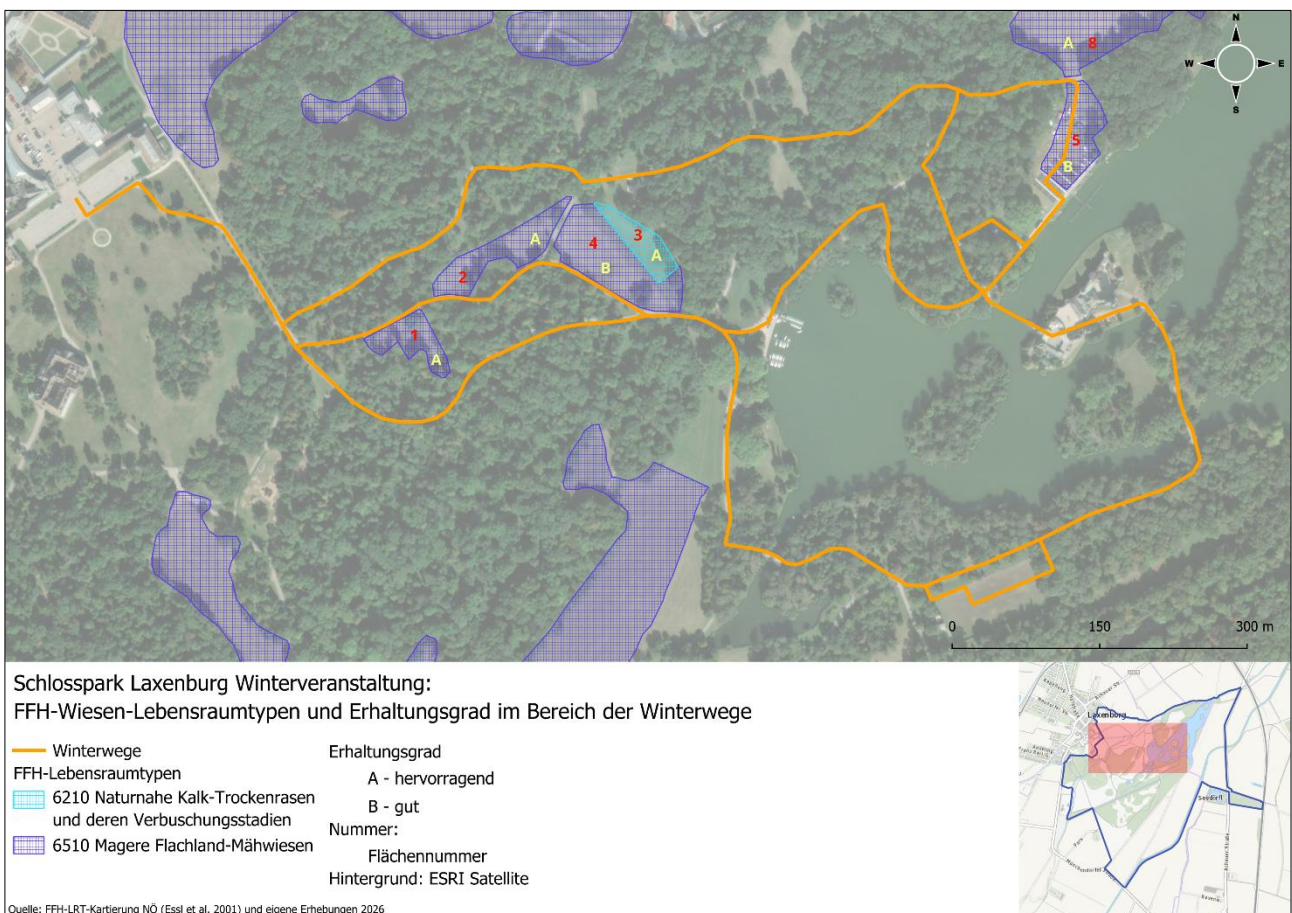 N
W
E
S
A
8
5
B
3
4
A
A
B
2
1
A
0
150
300 m
Schlosspark Laxenburg Winterveranstaltung:
FFH-Wiesen-Lebensraumtypen und Erhaltungsgrad im Bereich der Winterwege
Winterwege
FFH-Lebensraumtypen
6210 Naturnahe Kalk-Trockenrasen
und deren Verbuschungsstadien
6510 Magere Flachland-Mähwiesen
Erhaltungsgrad
A - hervorragend
B - gut
Nummer:
Flächennummer
Hintergrund: ESRI Satellite
Laxenburg
Quelle: FFH-LRT-Kartierung NÖ (Essl et al. 2001) und eigene Erhebungen 2026